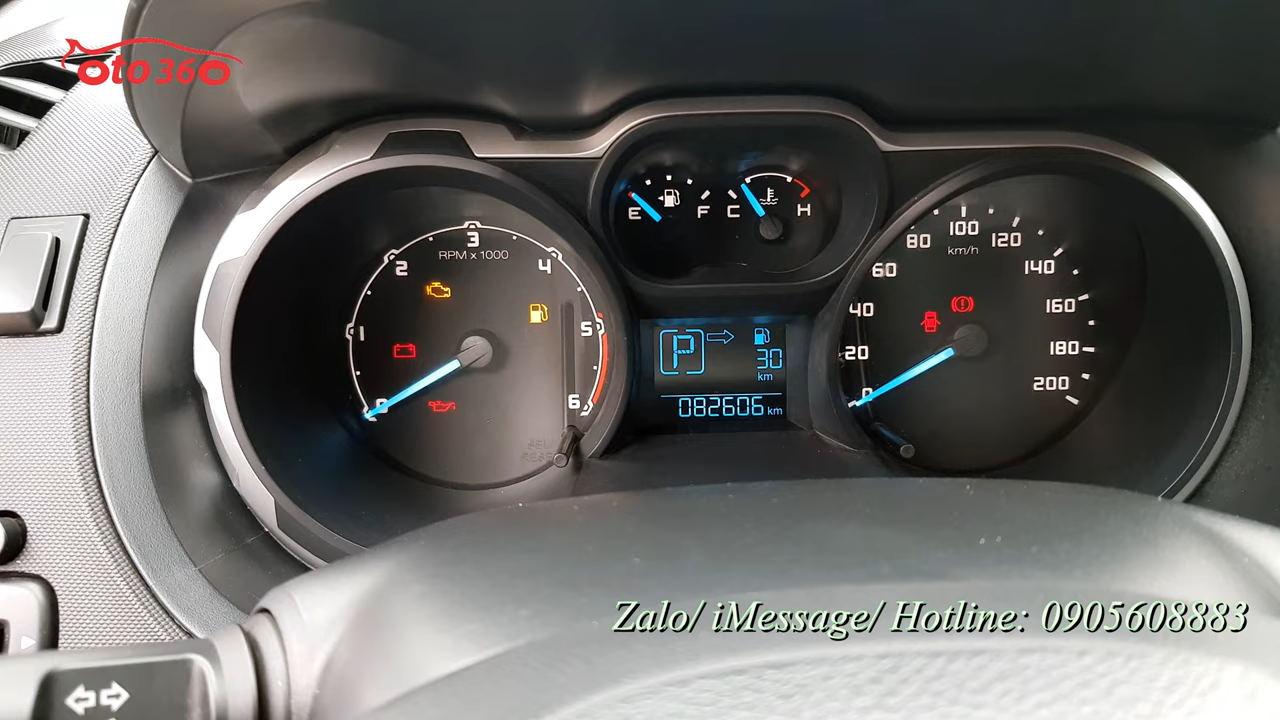 oto360
E F C H
3
RPM x 1000
2 4
1 5
0 6
P
30
km
082606 km
100
80 120
km/h
60 140
40 160
20 180
0 200
Zalo/ iMessage/ Hotline: 0905608883